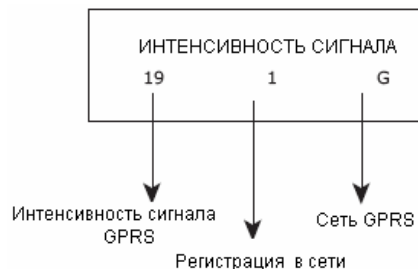 ИНТЕНСИВНОСТЬ СИГНАЛА
19 1 G
Интенсивность сигнала
GPRS
Сеть GPRS
Регистрация в сети